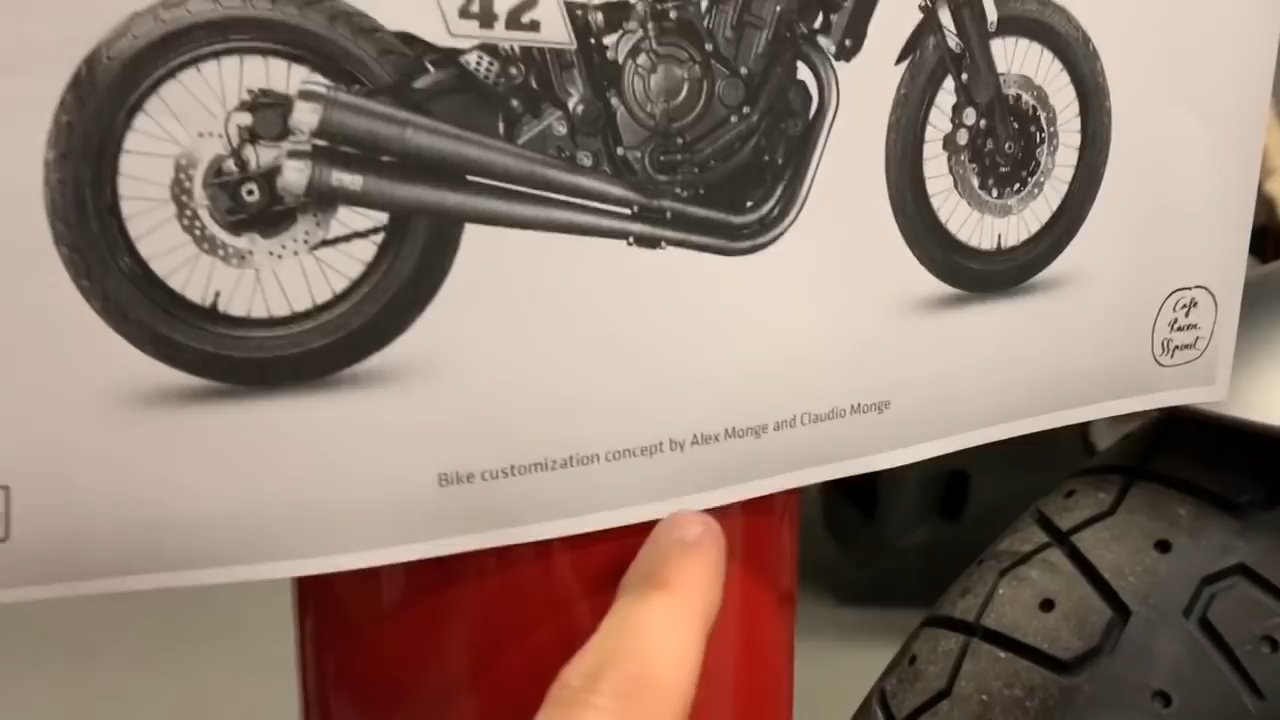 42
Cafe
Racer
SSpirit
Bike customization concept by Alex Monge and Claudio Monge